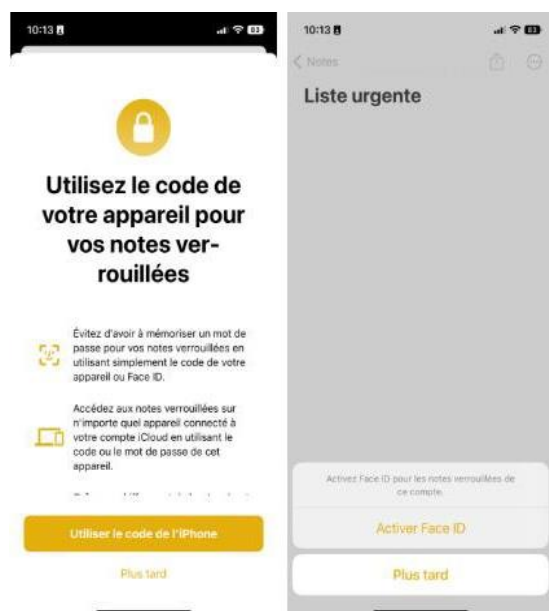 10:13
83
Utilisez le code de
votre appareil pour
vos notes ver-
rouillées
Évitez d'avoir à mémoriser un mot de
passe pour vos notes verrouillées en
utilisant simplement le code de votre
appareil ou Face ID.
Accédez aux notes verrouillées sur
n'importe quel appareil connecté à
votre compte iCloud en utilisant le
code ou le mot de passe de cet
appareil.
Utiliser le code de l'iPhone
Plus tard
10:13
83
Notes
Liste urgente
Activez Face ID pour les notes verrouillées de
ce compte.
Activer Face ID
Plus tard